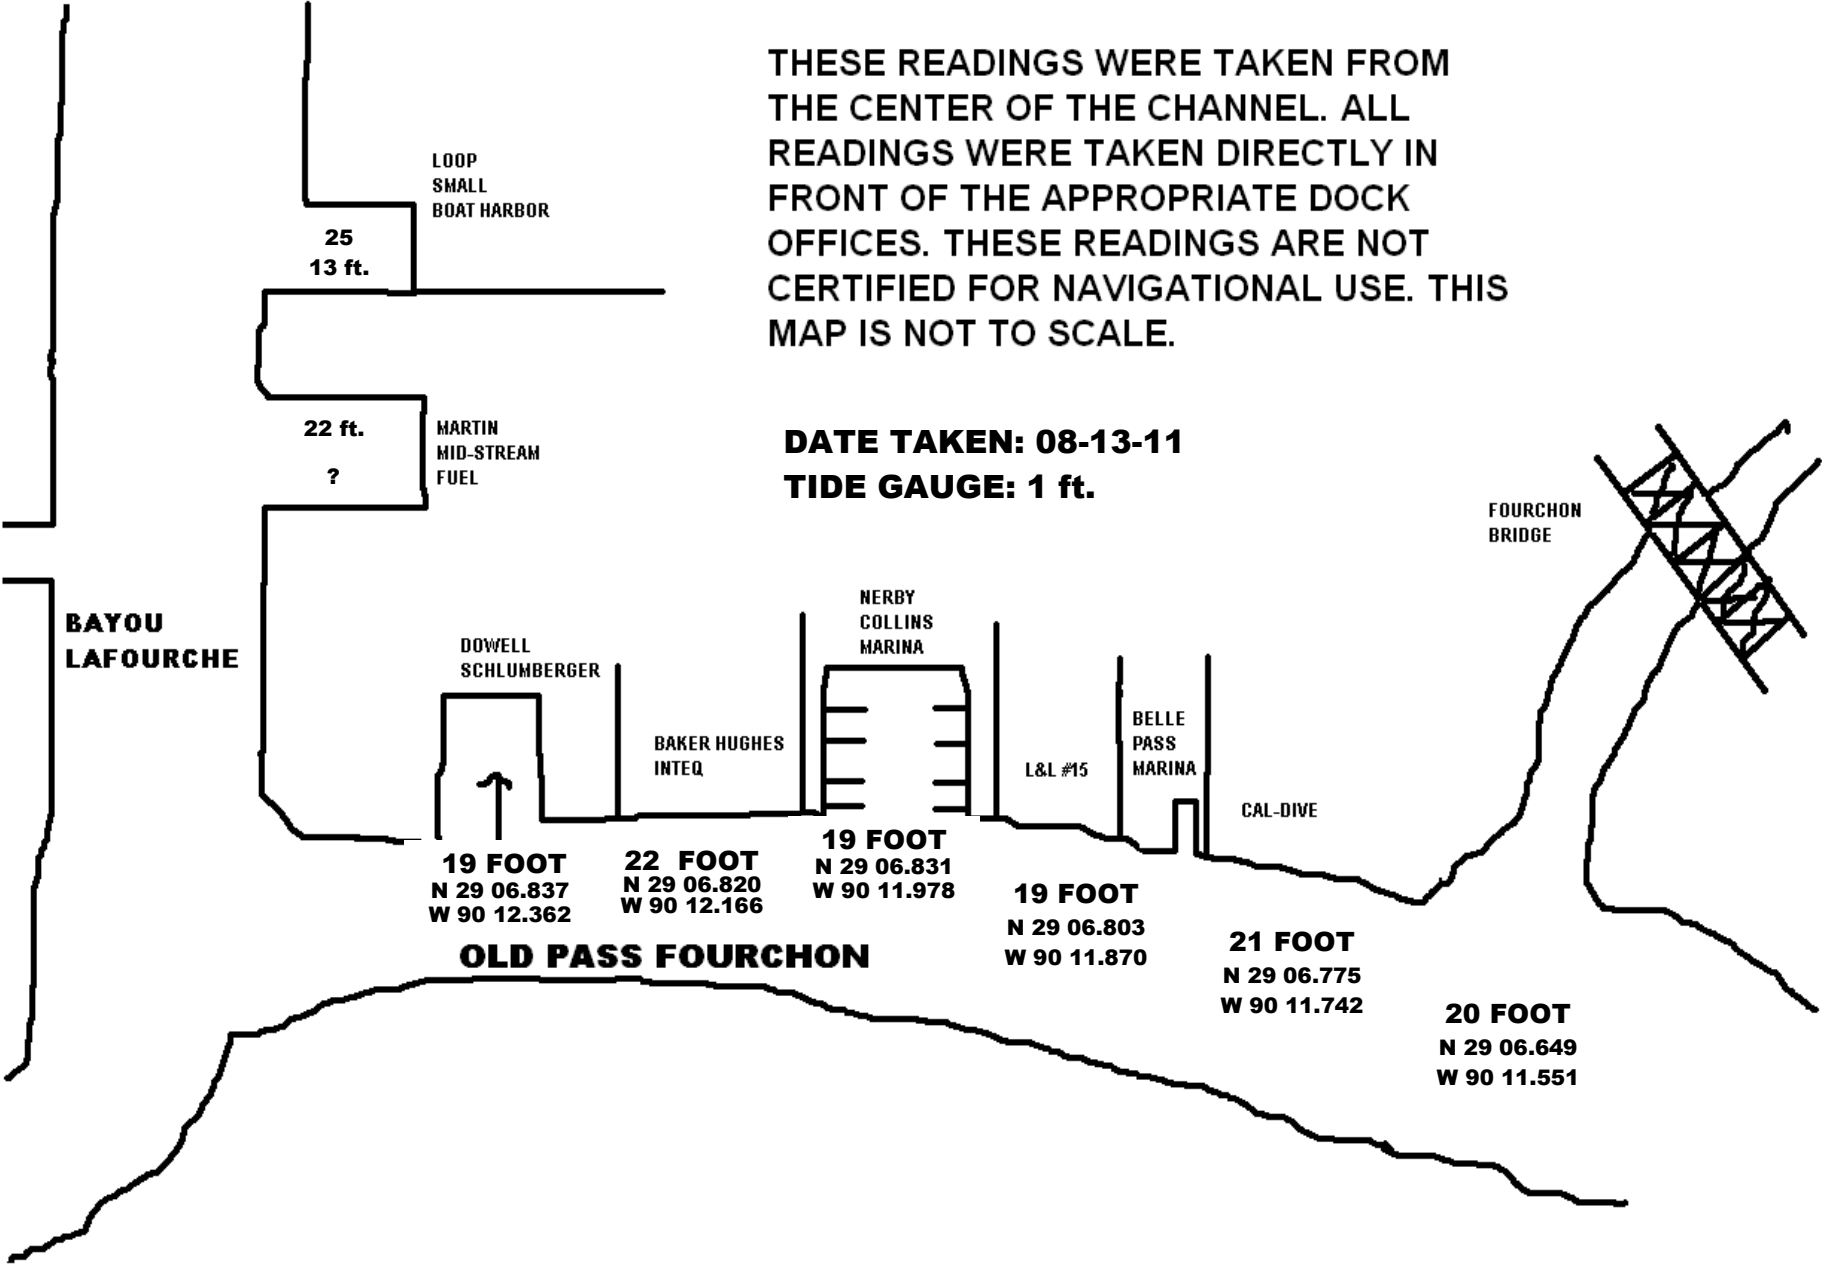 THESE READINGS WERE TAKEN FROM
THE CENTER OF THE CHANNEL. ALL
READINGS WERE TAKEN DIRECTLY IN
FRONT OF THE APPROPRIATE DOCK
OFFICES. THESE READINGS ARE NOT
CERTIFIED FOR NAVIGATIONAL USE. THIS
MAP IS NOT TO SCALE.
LOOP
SMALL
BOAT HARBOR
25
13 ft.
22 ft.
?
MARTIN
MID-STREAM
FUEL
DATE TAKEN: 08-13-11
TIDE GAUGE: 1 ft.
FOURCHON
BRIDGE
BAYOU
LAFOURCHE
DOWELL
SCHLUMBERGER
BAKER HUGHES
INTEQ
NERBY
COLLINS
MARINA
L&L #15
BELLE
PASS
MARINA
CAL-DIVE
19 FOOT
N 29 06.837
W 90 12.362
22 FOOT
N 29 06.820
W 90 12.166
19 FOOT
N 29 06.831
W 90 11.978
19 FOOT
N 29 06.803
W 90 11.870
21 FOOT
N 29 06.775
W 90 11.742
20 FOOT
N 29 06.649
W 90 11.551
OLD PASS FOURCHON